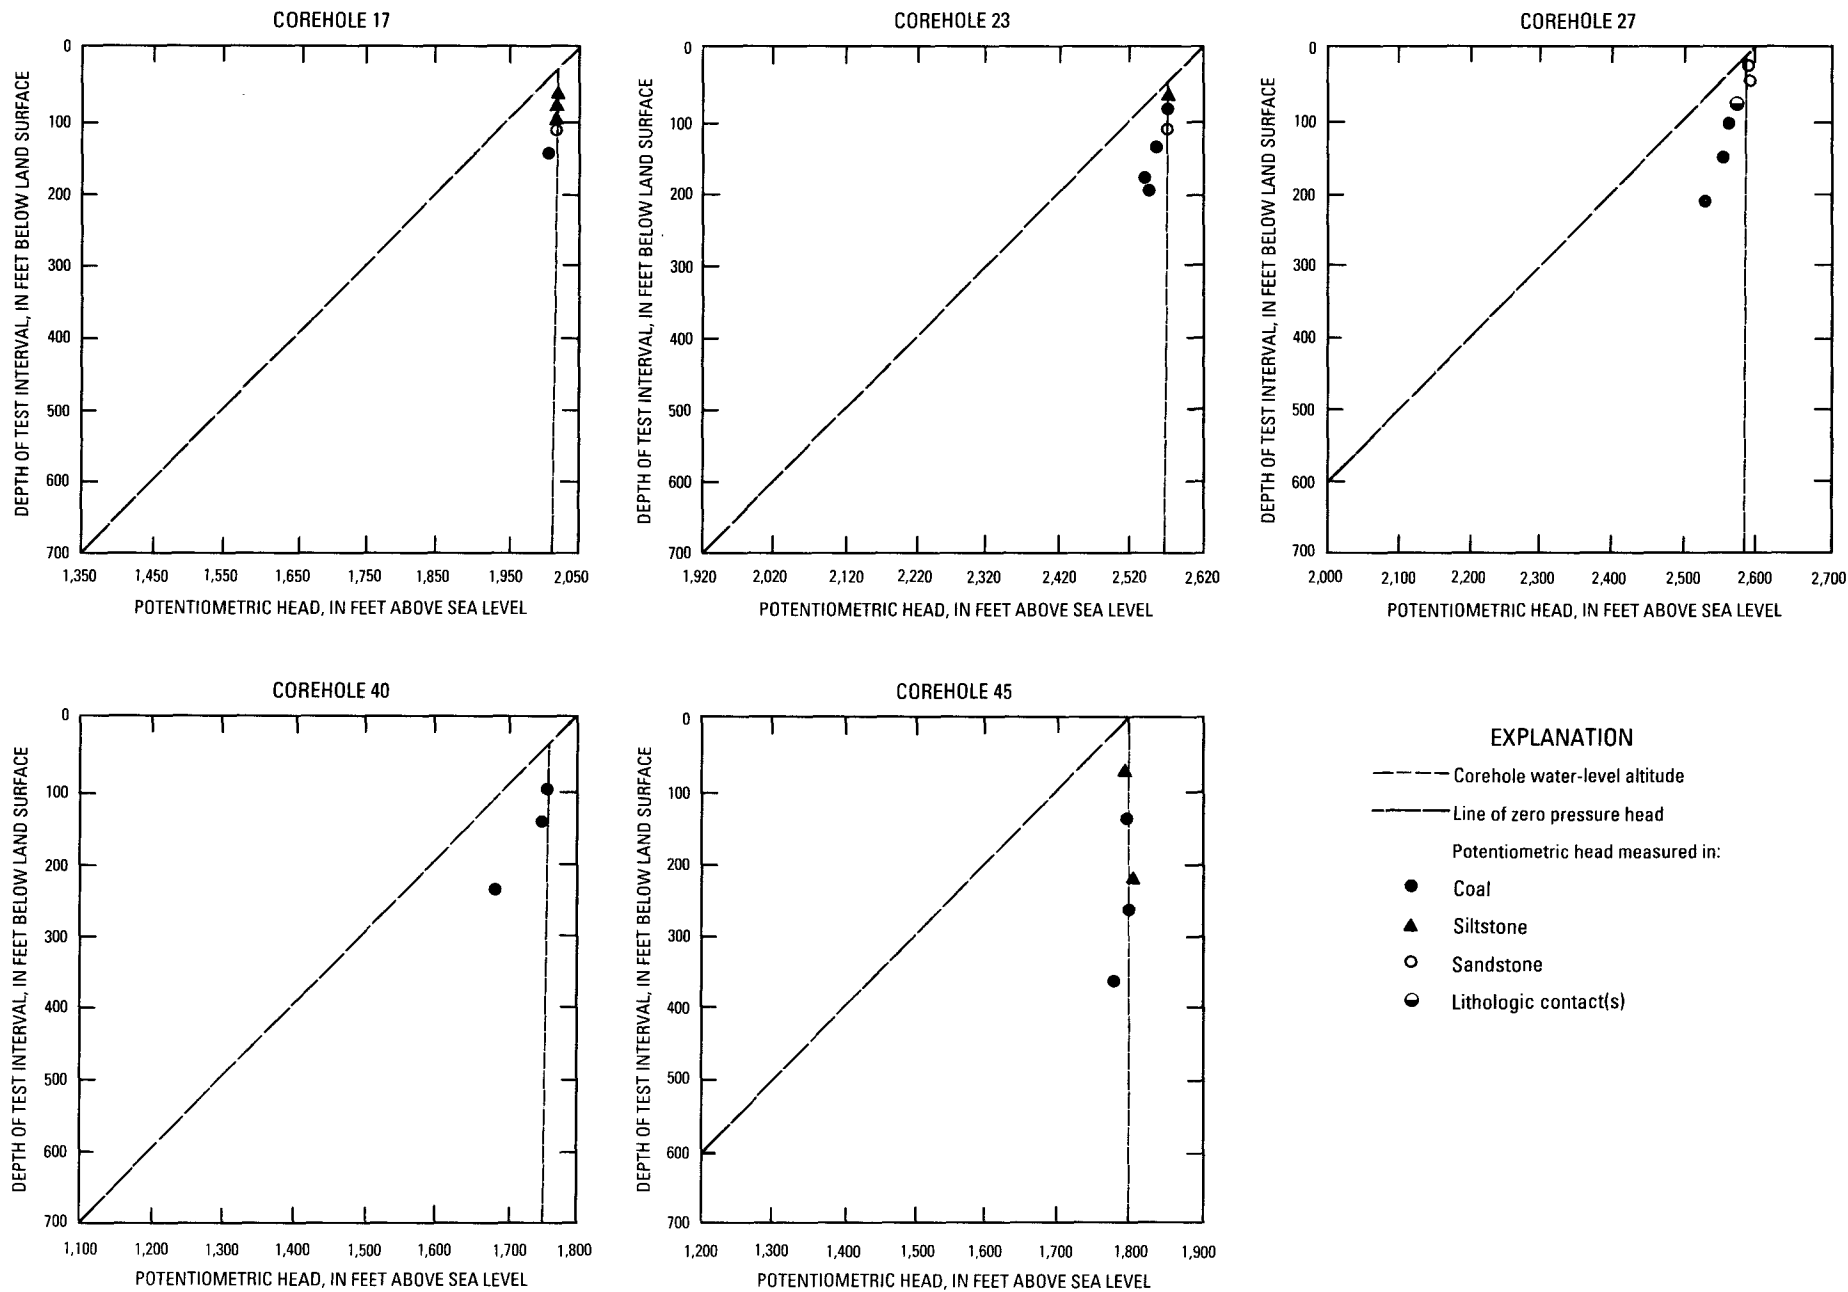 COREHOLE 17
DEPTH OF TEST INTERVAL, IN FEET BELOW LAND SURFACE
0
100
200
300
400
500
600
700
1,350 1,450 1,550 1,650 1,750 1,850 1,950 2,050
POTENTIOMETRIC HEAD, IN FEET ABOVE SEA LEVEL
COREHOLE 23
DEPTH OF TEST INTERVAL, IN FEET BELOW LAND SURFACE
0
100
200
300
400
500
600
700
1,920 2,020 2,120 2,220 2,320 2,420 2,520 2,620
POTENTIOMETRIC HEAD, IN FEET ABOVE SEA LEVEL
COREHOLE 27
DEPTH OF TEST INTERVAL, IN FEET BELOW LAND SURFACE
0
100
200
300
400
500
600
700
2,000 2,100 2,200 2,300 2,400 2,500 2,600 2,700
POTENTIOMETRIC HEAD, IN FEET ABOVE SEA LEVEL
COREHOLE 40
DEPTH OF TEST INTERVAL, IN FEET BELOW LAND SURFACE
0
100
200
300
400
500
600
700
1,100 1,200 1,300 1,400 1,500 1,600 1,700 1,800
POTENTIOMETRIC HEAD, IN FEET ABOVE SEA LEVEL
COREHOLE 45
DEPTH OF TEST INTERVAL, IN FEET BELOW LAND SURFACE
0
100
200
300
400
500
600
700
1,200 1,300 1,400 1,500 1,600 1,700 1,800 1,900
POTENTIOMETRIC HEAD, IN FEET ABOVE SEA LEVEL
EXPLANATION
Corehole water-level altitude
Line of zero pressure head
Potentiometric head measured in:
Coal
Siltstone
Sandstone
Lithologic contact(s)